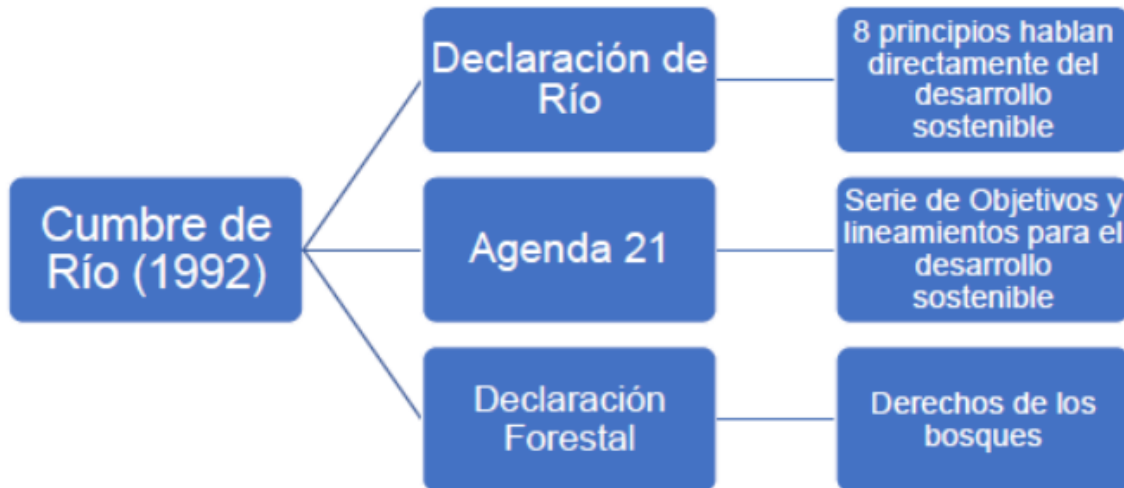 Cumbre de
Río (1992)
Declaración de
Río
8 principios hablan
directamente del
desarrollo
sostenible
Agenda 21
Serie de Objetivos y
lineamientos para el
desarrollo
sostenible
Declaración
Forestal
Derechos de los
bosques